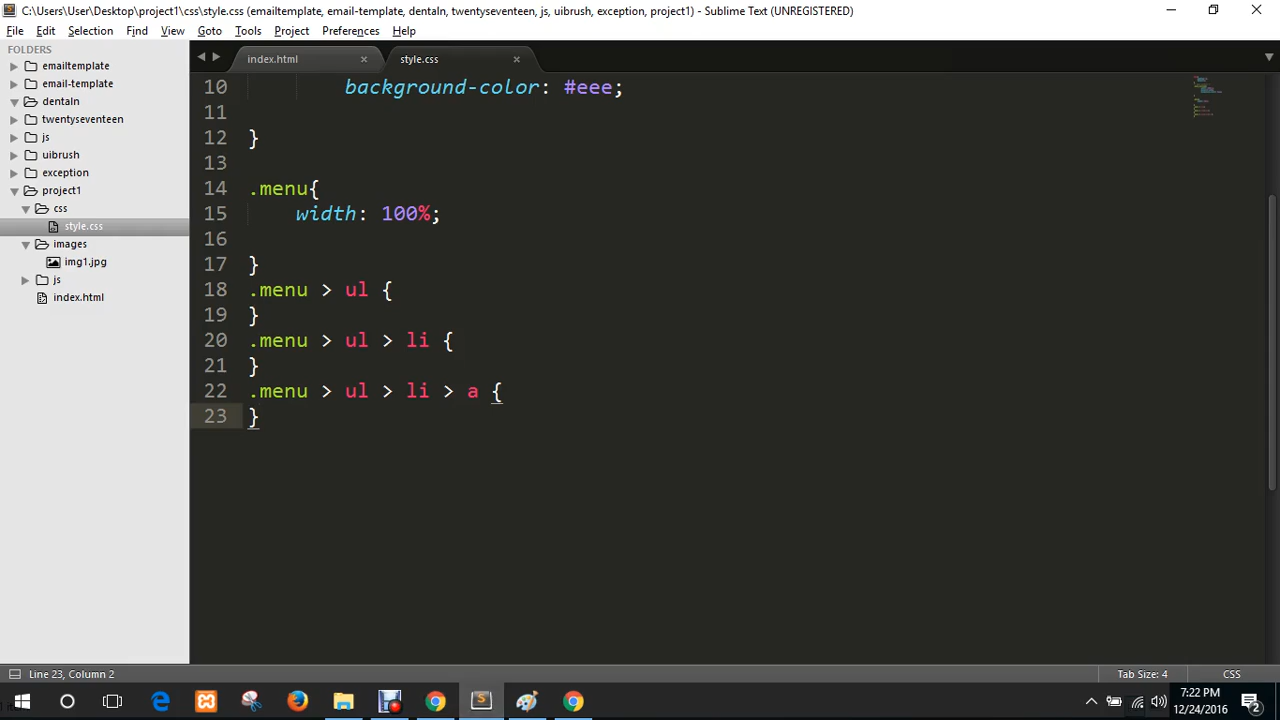 C:\Users\User\Desktop\project1\css\style.css (emailtemplate, email-template, dentaln, twentyseventeen, js, uibrush, exception, project1) - Sublime Text (UNREGISTERED)
File Edit Selection Find View Goto Tools Project Preferences Help
FOLDERS
emailtemplate
email-template
dentaln
twentyseventeen
js
uibrush
exception
project1
css
style.css
images
img1.jpg
js
index.html
index.html × style.css ×
10 background-color: #eee;
11
12 }
13
14 .menu{
15 width: 100%;
16
17 }
18 .menu > ul {
19 }
20 .menu > ul > li {
21 }
22 .menu > ul > li > a {
23 }
Line 23, Column 2 Tab Size: 4 CSS
7:22 PM
12/24/2016
2